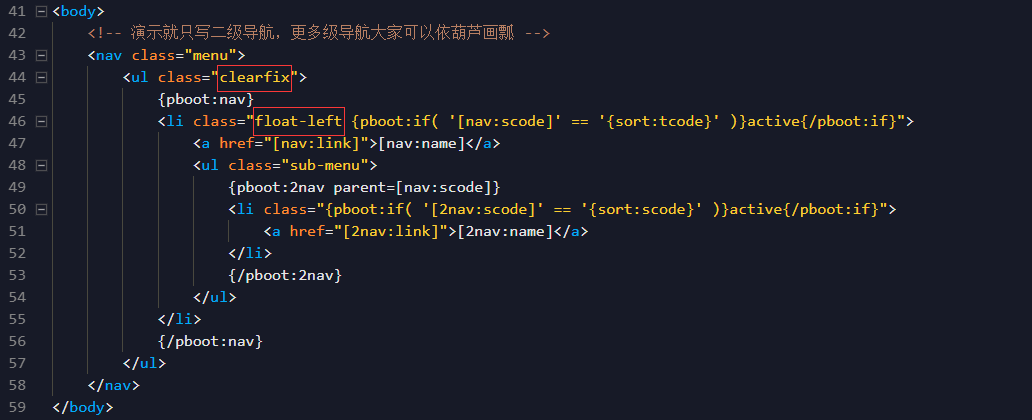 41 <body>
42 <!-- 演示就只写二级导航，更多级导航大家可以依葫芦画瓢 -->
43 <nav class="menu">
44 <ul class="clearfix">
45 {pboot:nav}
46 <li class="float-left {pboot:if( '[nav:scode]' == '{sort:tcode}' )}active{/pboot:if}">
47 <a href="[nav:link]">[nav:name]</a>
48 <ul class="sub-menu">
49 {pboot:2nav parent=[nav:scode]}
50 <li class="{pboot:if( '[2nav:scode]' == '{sort:scode}' )}active{/pboot:if}">
51 <a href="[2nav:link]">[2nav:name]</a>
52 </li>
53 {/pboot:2nav}
54 </ul>
55 </li>
56 {/pboot:nav}
57 </ul>
58 </nav>
59 </body>